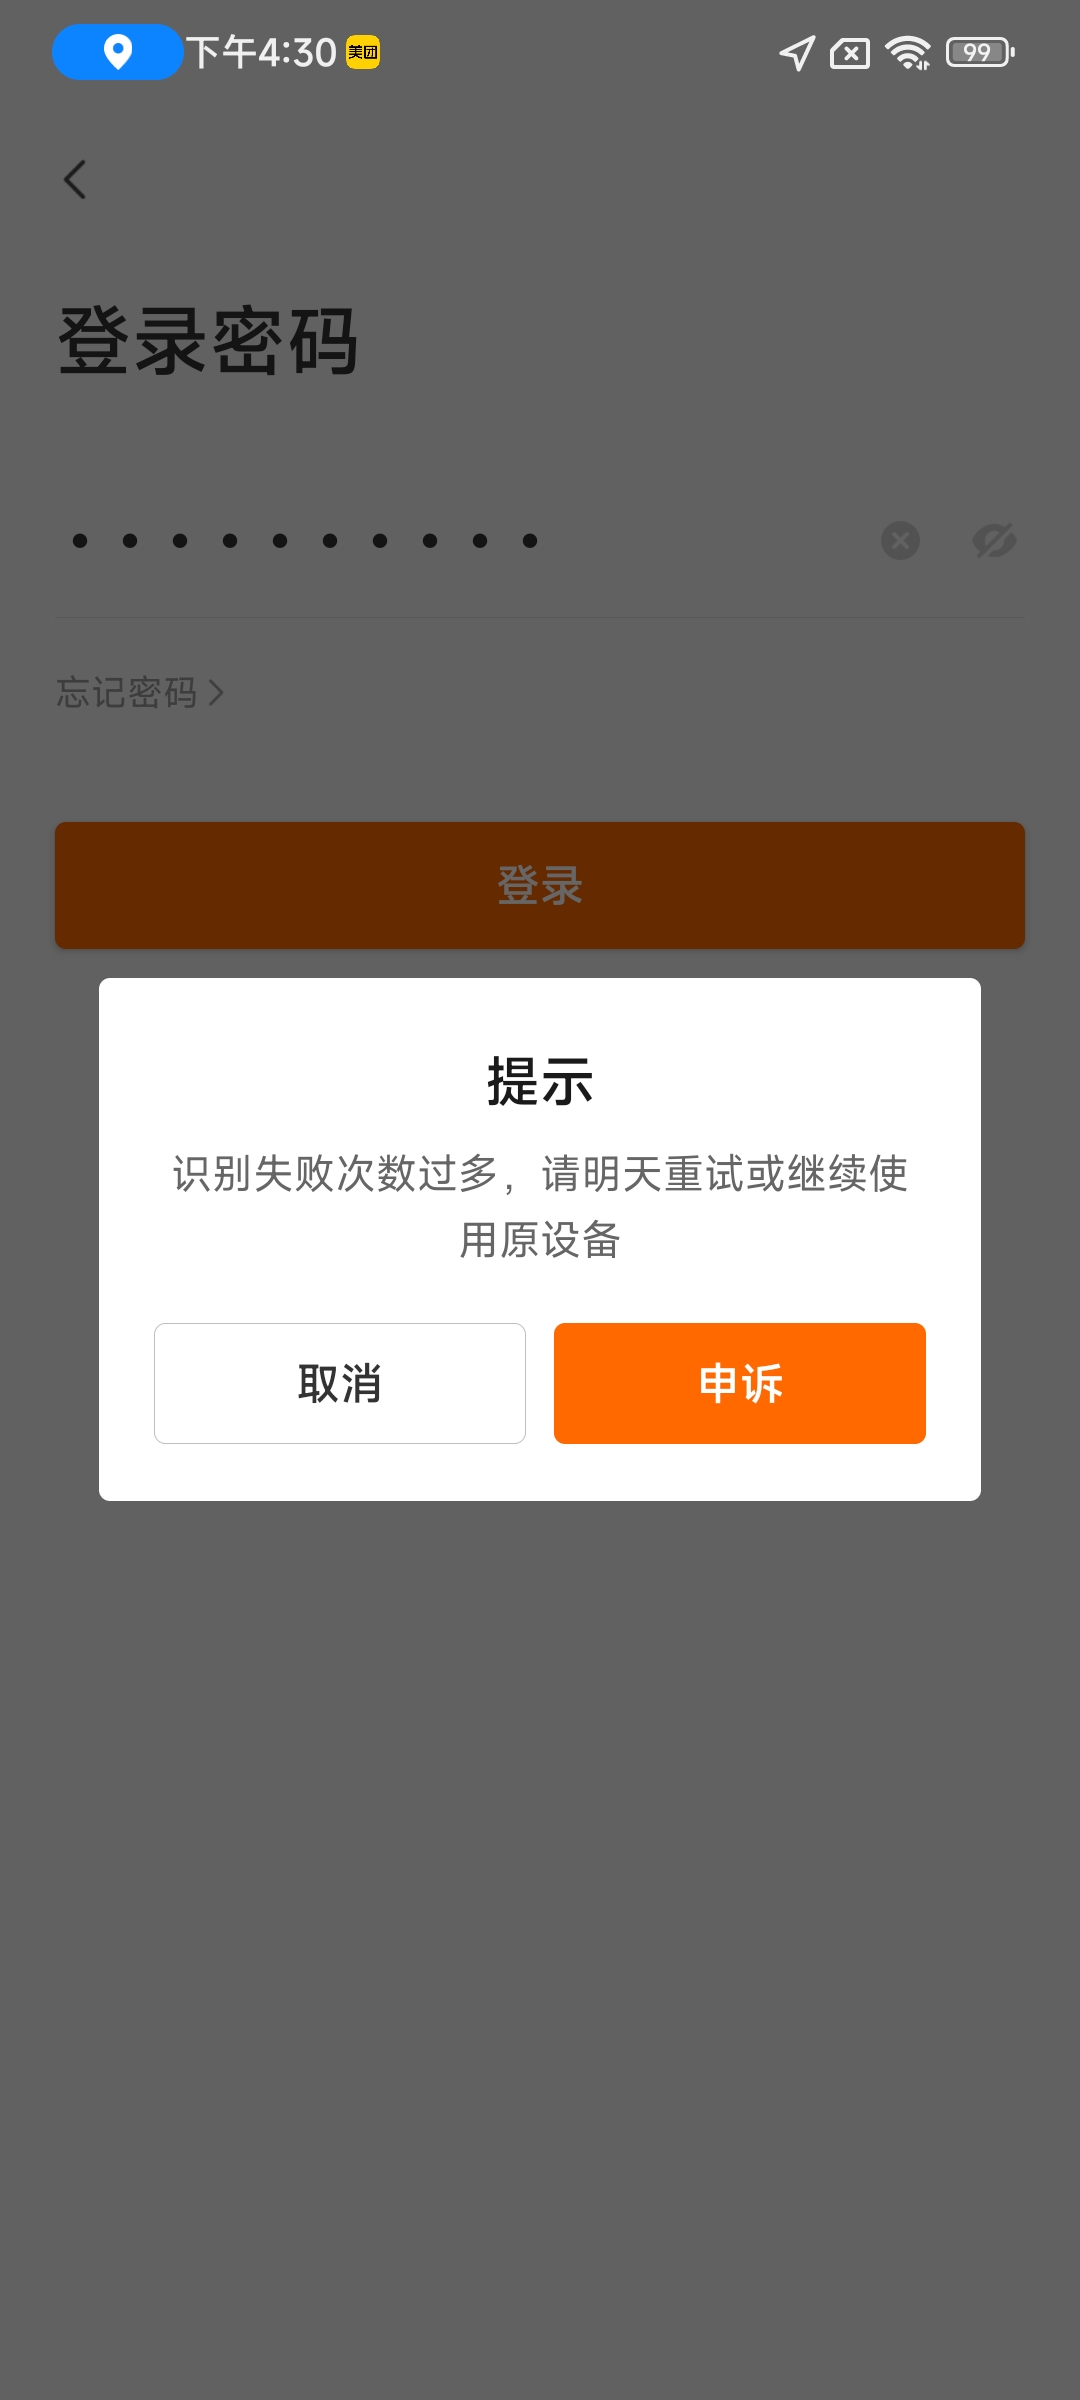 下午4:30 美团 99
登录密码
忘记密码
登录
提示
识别失败次数过多，请明天重试或继续使
用原设备
取消 申诉